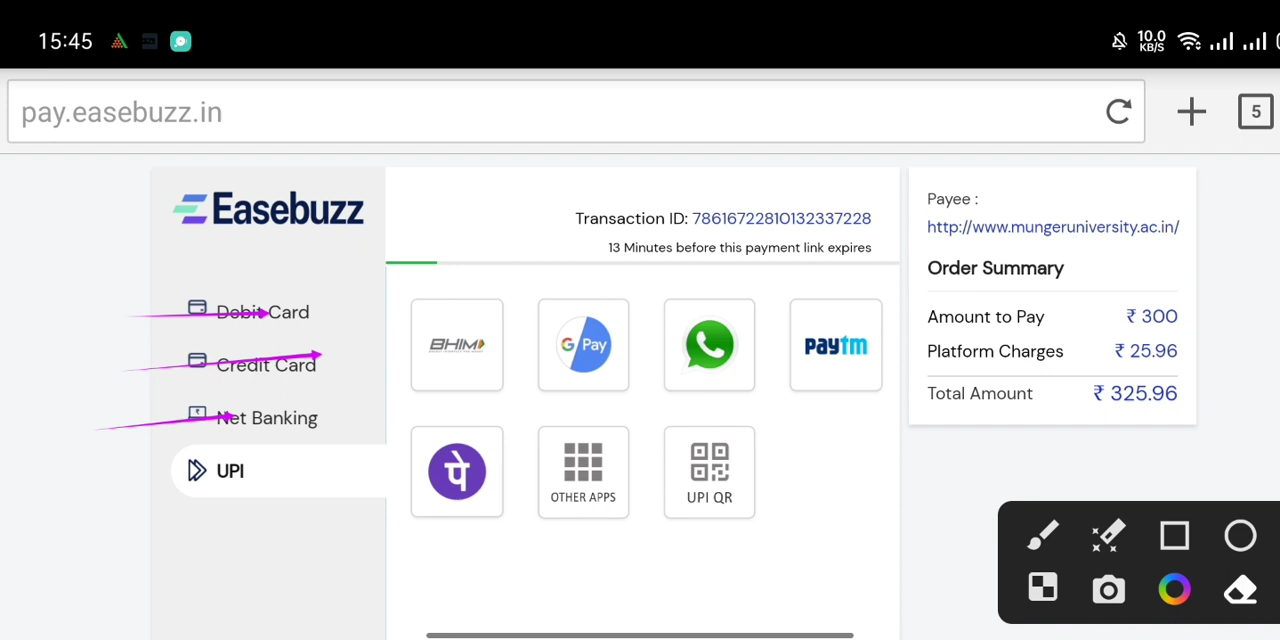 15:45
10.0
KB/S
pay.easebuzz.in
5
Easebuzz
Debit Card
Credit Card
Net Banking
UPI
Transaction ID: 78616722810132337228
13 Minutes before this payment link expires
BHIM
G Pay
paytm
पे
OTHER APPS
UPI QR
Payee :
http://www.mungeruniversity.ac.in/
Order Summary
Amount to Pay ₹ 300
Platform Charges ₹ 25.96
Total Amount ₹ 325.96